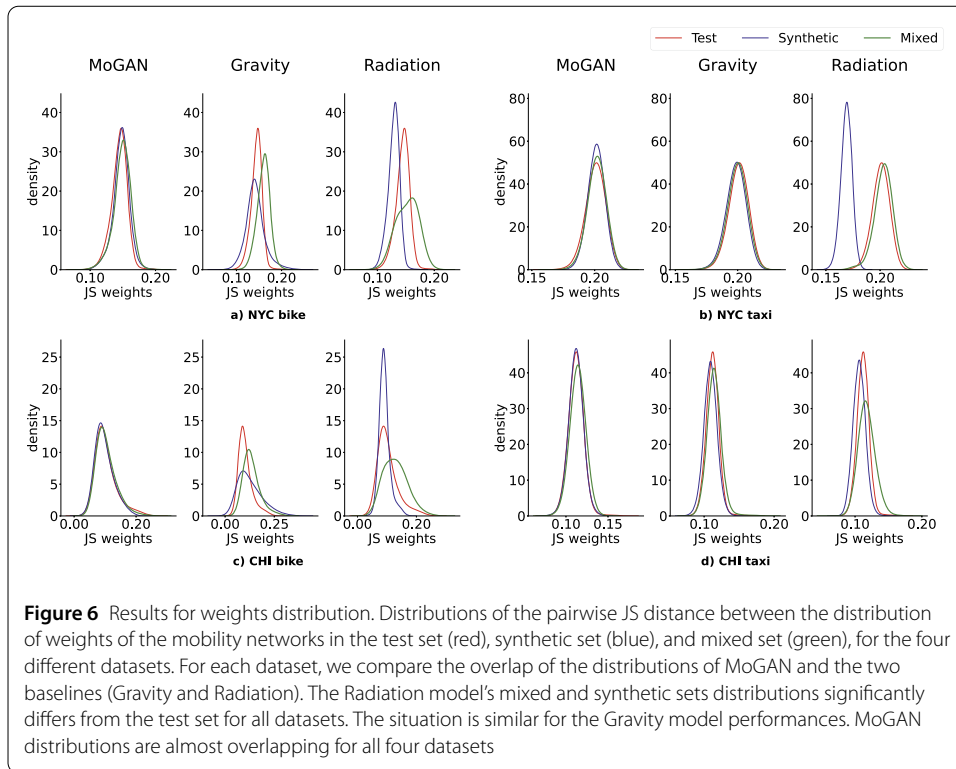 Test Synthetic Mixed
MoGAN Gravity Radiation MoGAN Gravity Radiation
density
40
30
20
10
0
0.10 0.20
JS weights
40
30
20
10
0
0.10 0.20
JS weights
40
30
20
10
0
0.10 0.20
JS weights
a) NYC bike
density
80
60
40
20
0
0.15 0.20
JS weights
80
60
40
20
0
0.15 0.20
JS weights
80
60
40
20
0
0.15 0.20
JS weights
b) NYC taxi
density
25
20
15
10
5
0
0.00 0.20
JS weights
25
20
15
10
5
0
0.00 0.25
JS weights
25
20
15
10
5
0
0.00 0.20
JS weights
c) CHI bike
density
40
30
20
10
0
0.10 0.15
JS weights
40
30
20
10
0
0.10 0.20
JS weights
40
30
20
10
0
0.10 0.20
JS weights
d) CHI taxi
Figure 6 Results for weights distribution. Distributions of the pairwise JS distance between the distribution
of weights of the mobility networks in the test set (red), synthetic set (blue), and mixed set (green), for the four
different datasets. For each dataset, we compare the overlap of the distributions of MoGAN and the two
baselines (Gravity and Radiation). The Radiation model's mixed and synthetic sets distributions significantly
differs from the test set for all datasets. The situation is similar for the Gravity model performances. MoGAN
distributions are almost overlapping for all four datasets